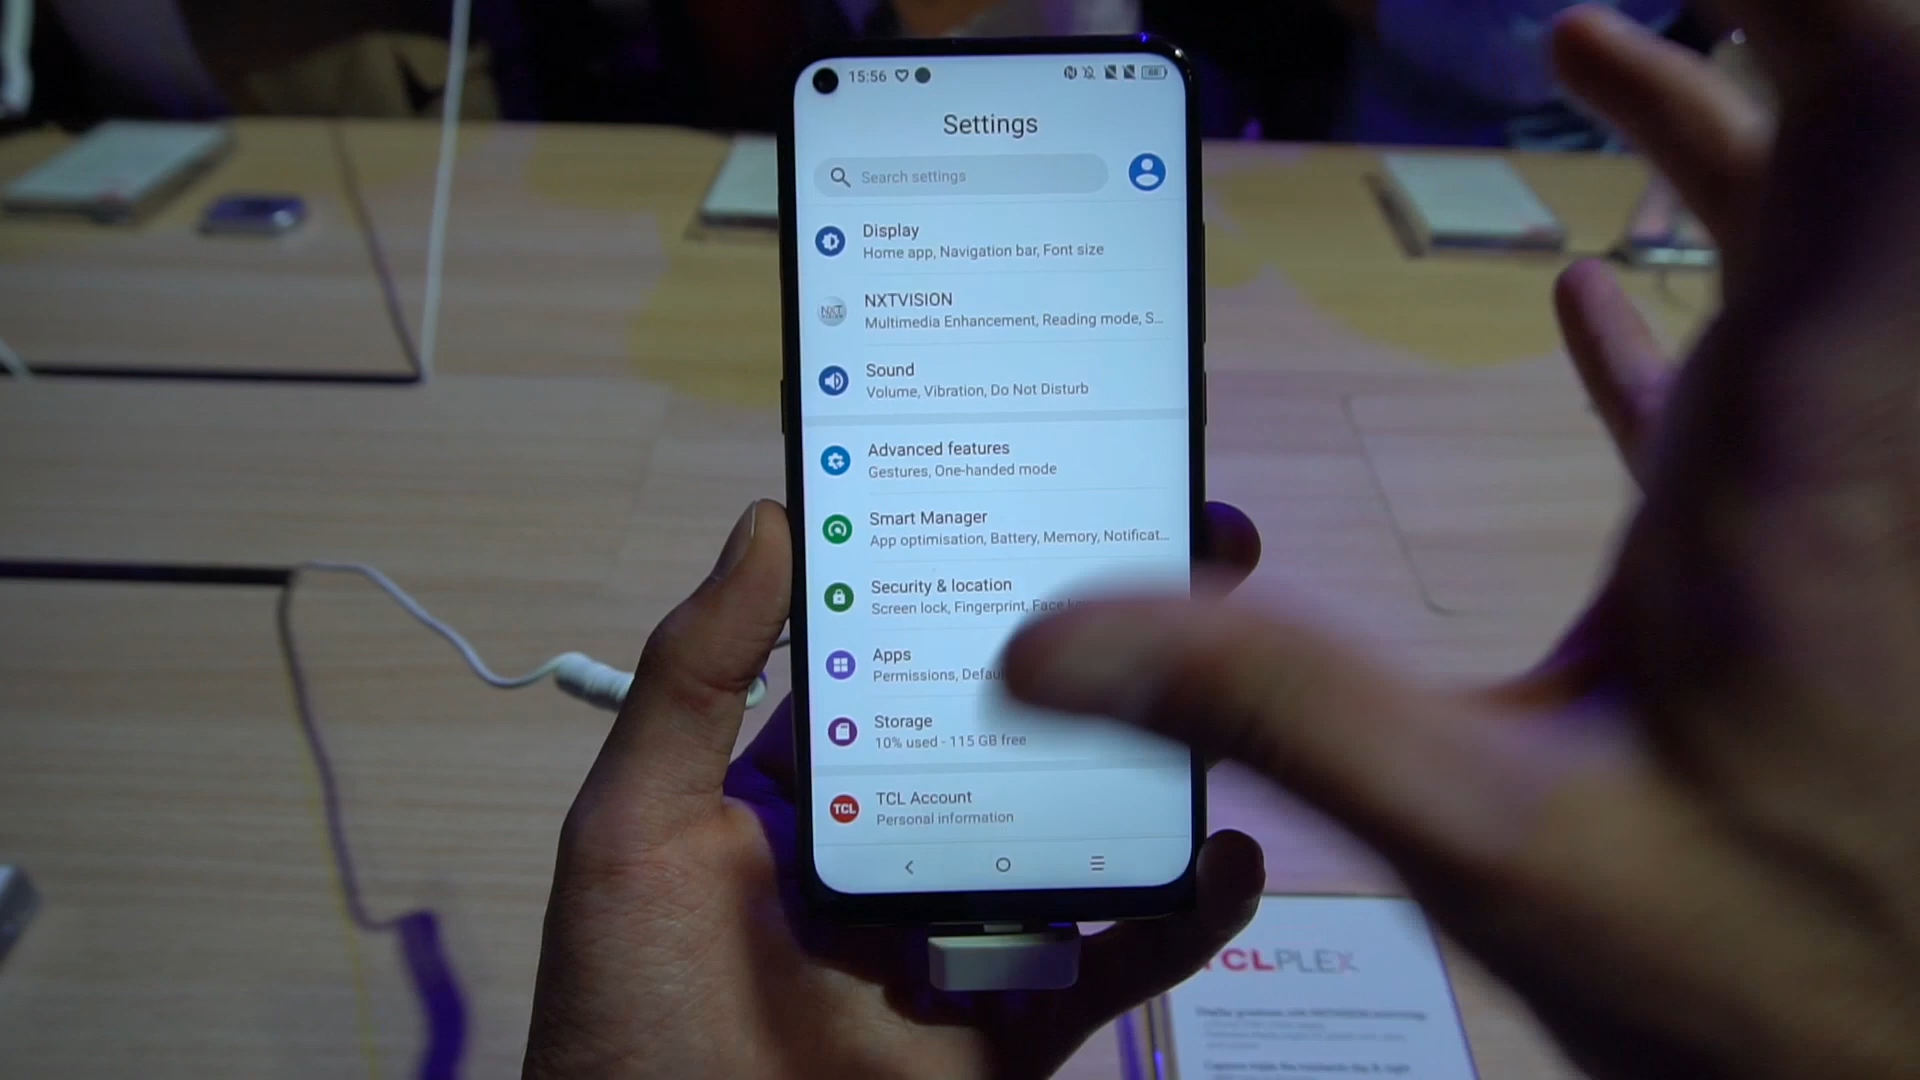 15:56
Settings
Search settings
Display
Home app, Navigation bar, Font size
NXT
NXTVISION
Multimedia Enhancement, Reading mode, S...
Sound
Volume, Vibration, Do Not Disturb
Advanced features
Gestures, One-handed mode
Smart Manager
App optimisation, Battery, Memory, Notificat...
Security & location
Screen lock, Fingerprint, Face
Apps
Permissions,
Storage
10% used - 115 GB free
TCL
TCL Account
Personal information
TCLPLEX